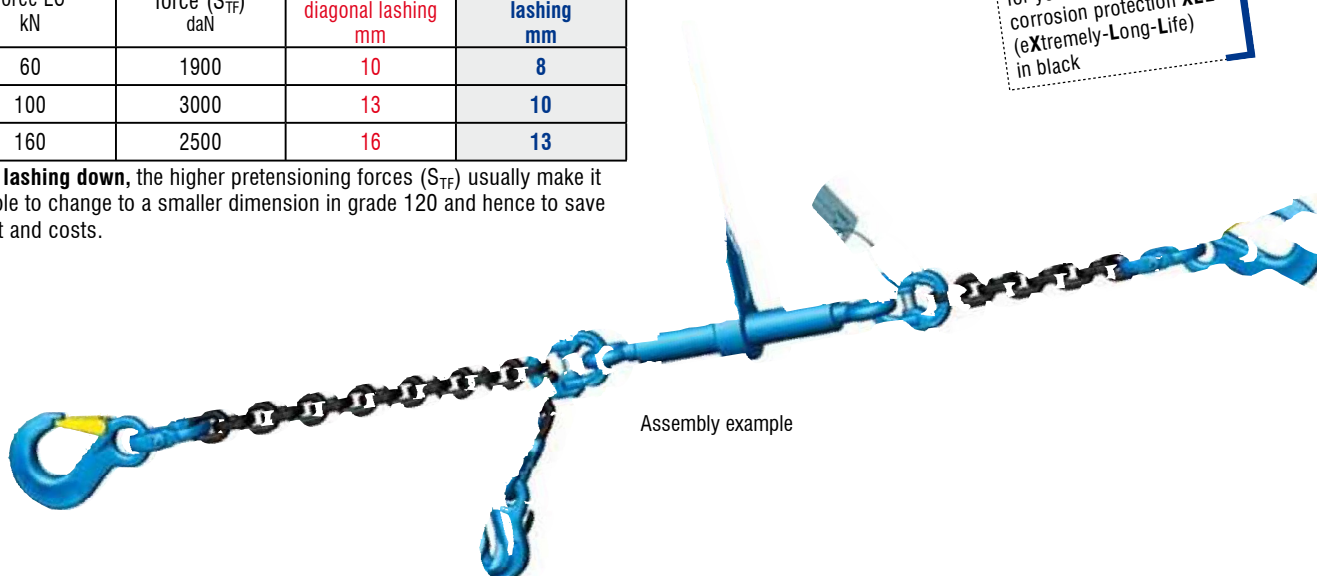 force (STF)
kN
daN
diagonal lashing
mm
lashing
mm
60 1900 10 8
100 3000 13 10
160 2500 16 13
lashing down, the higher pretensioning forces (STF) usually make it
to change to a smaller dimension in grade 120 and hence to save
and costs.
corrosion protection
(eXtremely-Long-Life)
in black
Assembly example